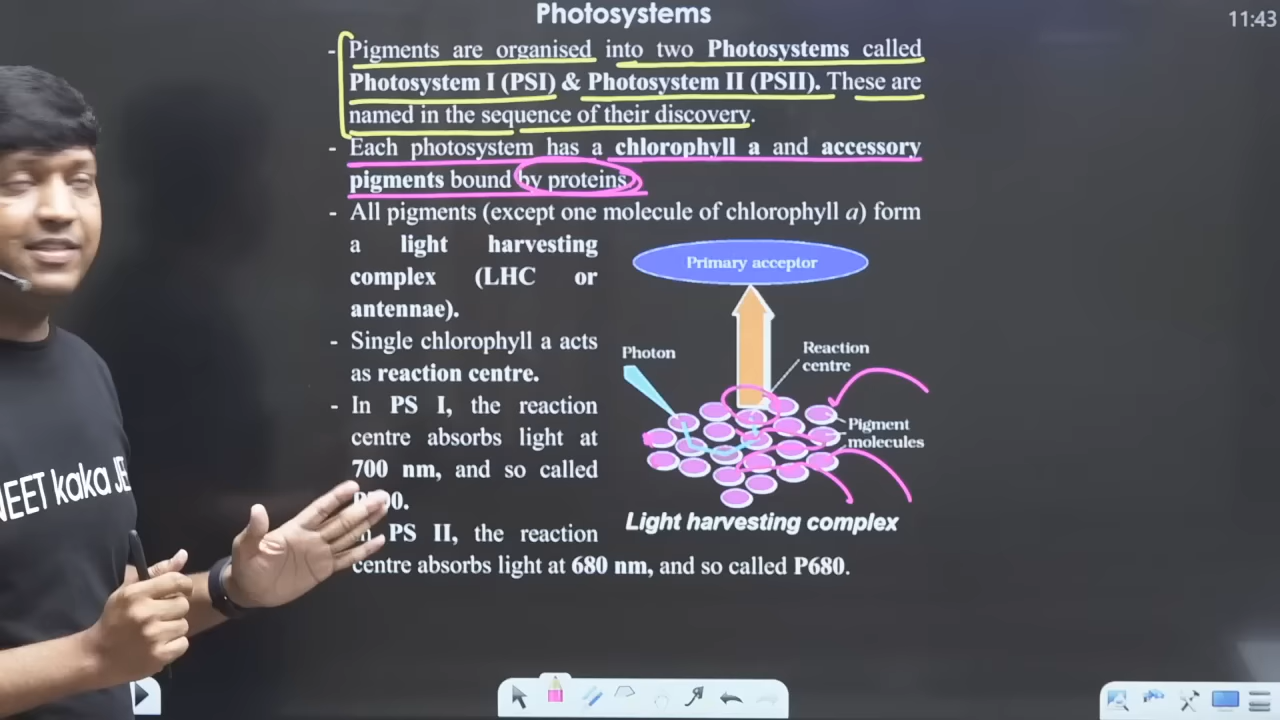 Photosystems
11:43
- Pigments are organised into two Photosystems called
Photosystem I (PSI) & Photosystem II (PSII). These are
named in the sequence of their discovery.
- Each photosystem has a chlorophyll a and accessory
pigments bound by proteins
- All pigments (except one molecule of chlorophyll a) form
a light harvesting
complex (LHC or
antennae).
- Single chlorophyll a acts
as reaction centre.
- In PS I, the reaction
centre absorbs light at
700 nm, and so called
PS II, the reaction
centre absorbs light at 680 nm, and so called P680.
Primary acceptor
Photon
Reaction
centre
Pigment
molecules
Light harvesting complex
NEET kaka JE